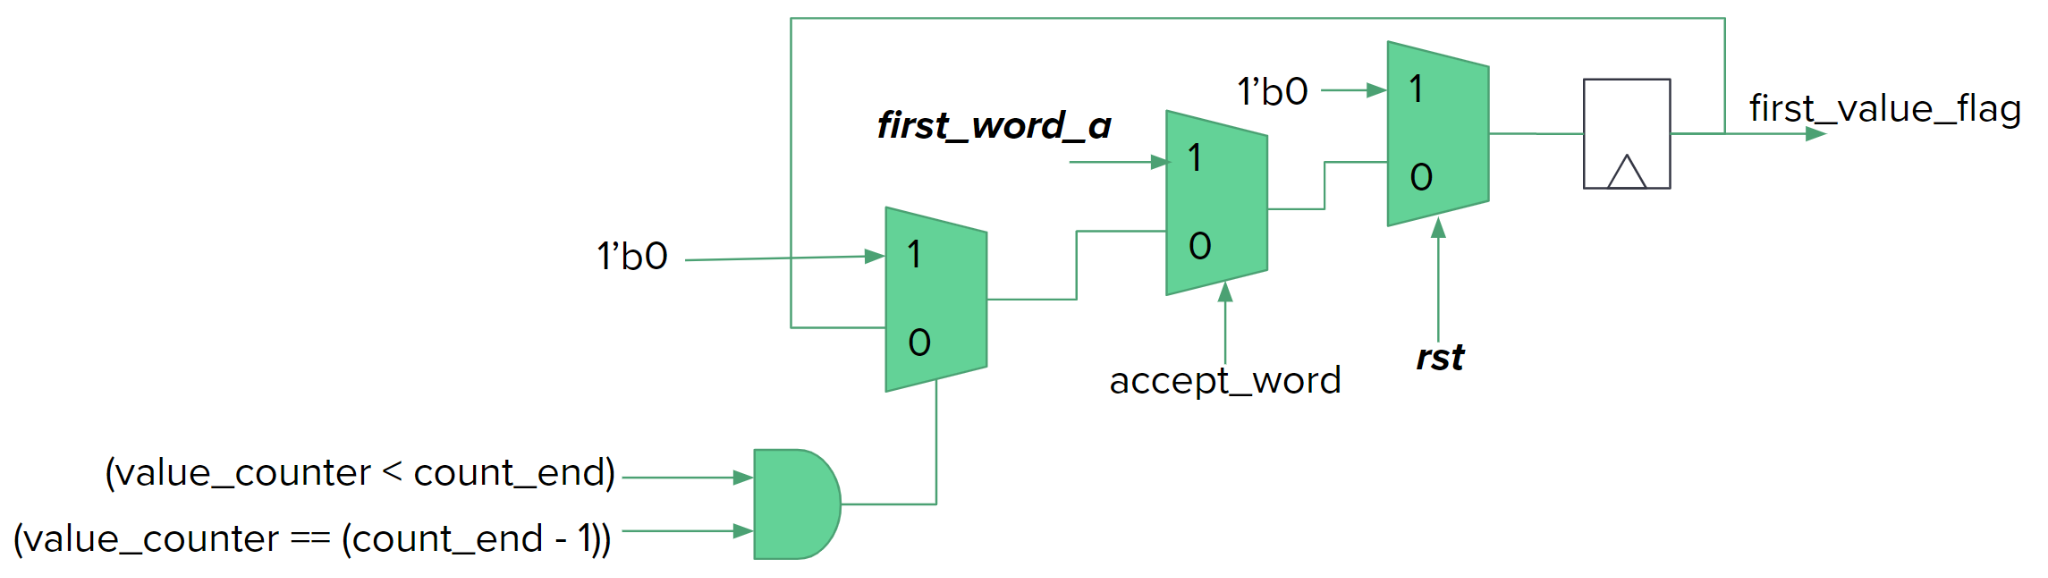 1'b0
1
first_value_flag
first_word_a
1
0
1'b0
1
0
0
rst
accept_word
(value_counter < count_end)
(value_counter == (count_end - 1))